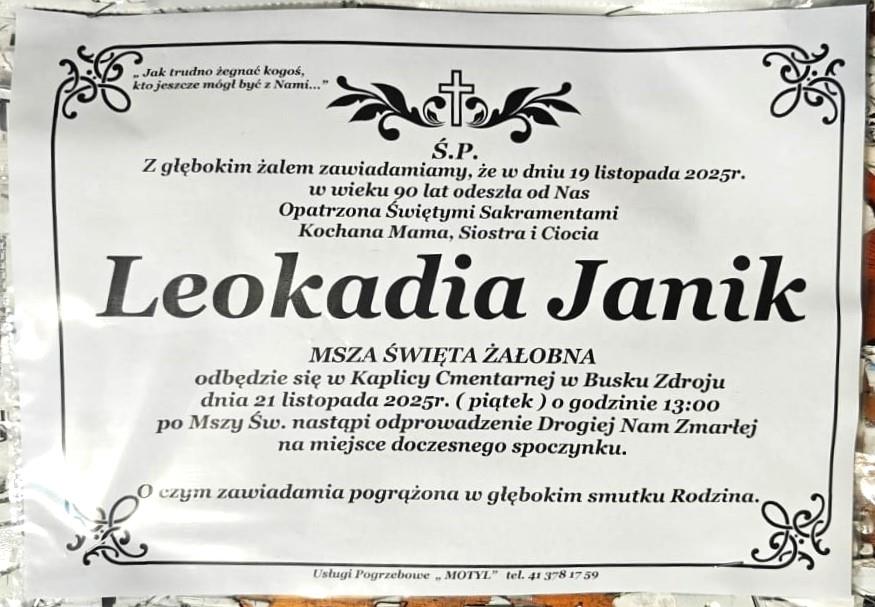 „ Jak trudno żegnać kogoś,
kto jeszcze mógł być z Nami...”
Ś.P.
Z głębokim żalem zawiadamiamy, że w dniu 19 listopada 2025r.
w wieku 90 lat odeszła od Nas
Opatrzona Świętymi Sakramentami
Kochana Mama, Siostra i Ciocia
Leokadia Janik
MSZA ŚWIĘTA ŻAŁOBNA
odbędzie się w Kaplicy Cmentarnej w Busku Zdroju
dnia 21 listopada 2025r. ( piątek ) o godzinie 13:00
po Mszy Św. nastąpi odprowadzenie Drogiej Nam Zmarłej
na miejsce doczesnego spoczynku.
O czym zawiadamia pogrążona w głębokim smutku Rodzina.
Usługi Pogrzebowe „ MOTYL” tel. 41 378 17 59